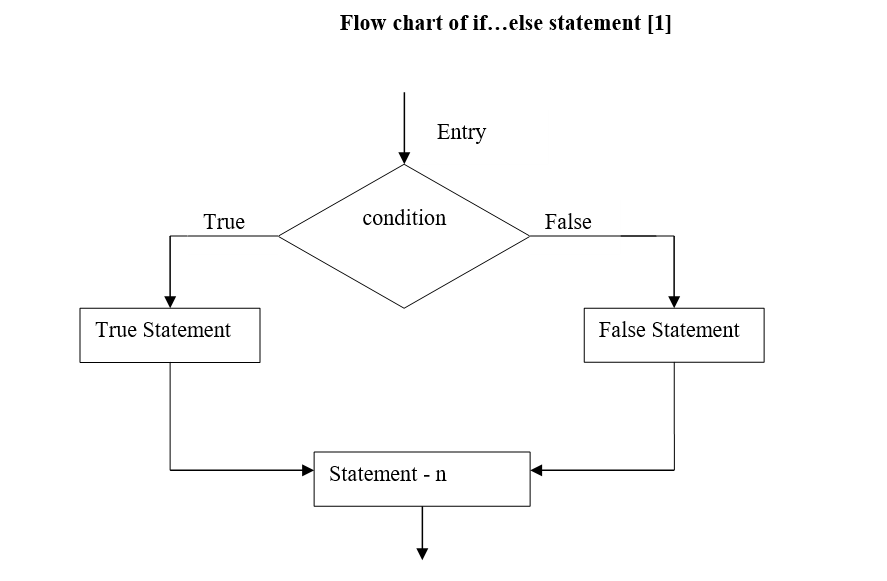 Flow chart of if…else statement [1]
Entry
condition
True
False
True Statement
False Statement
Statement - n